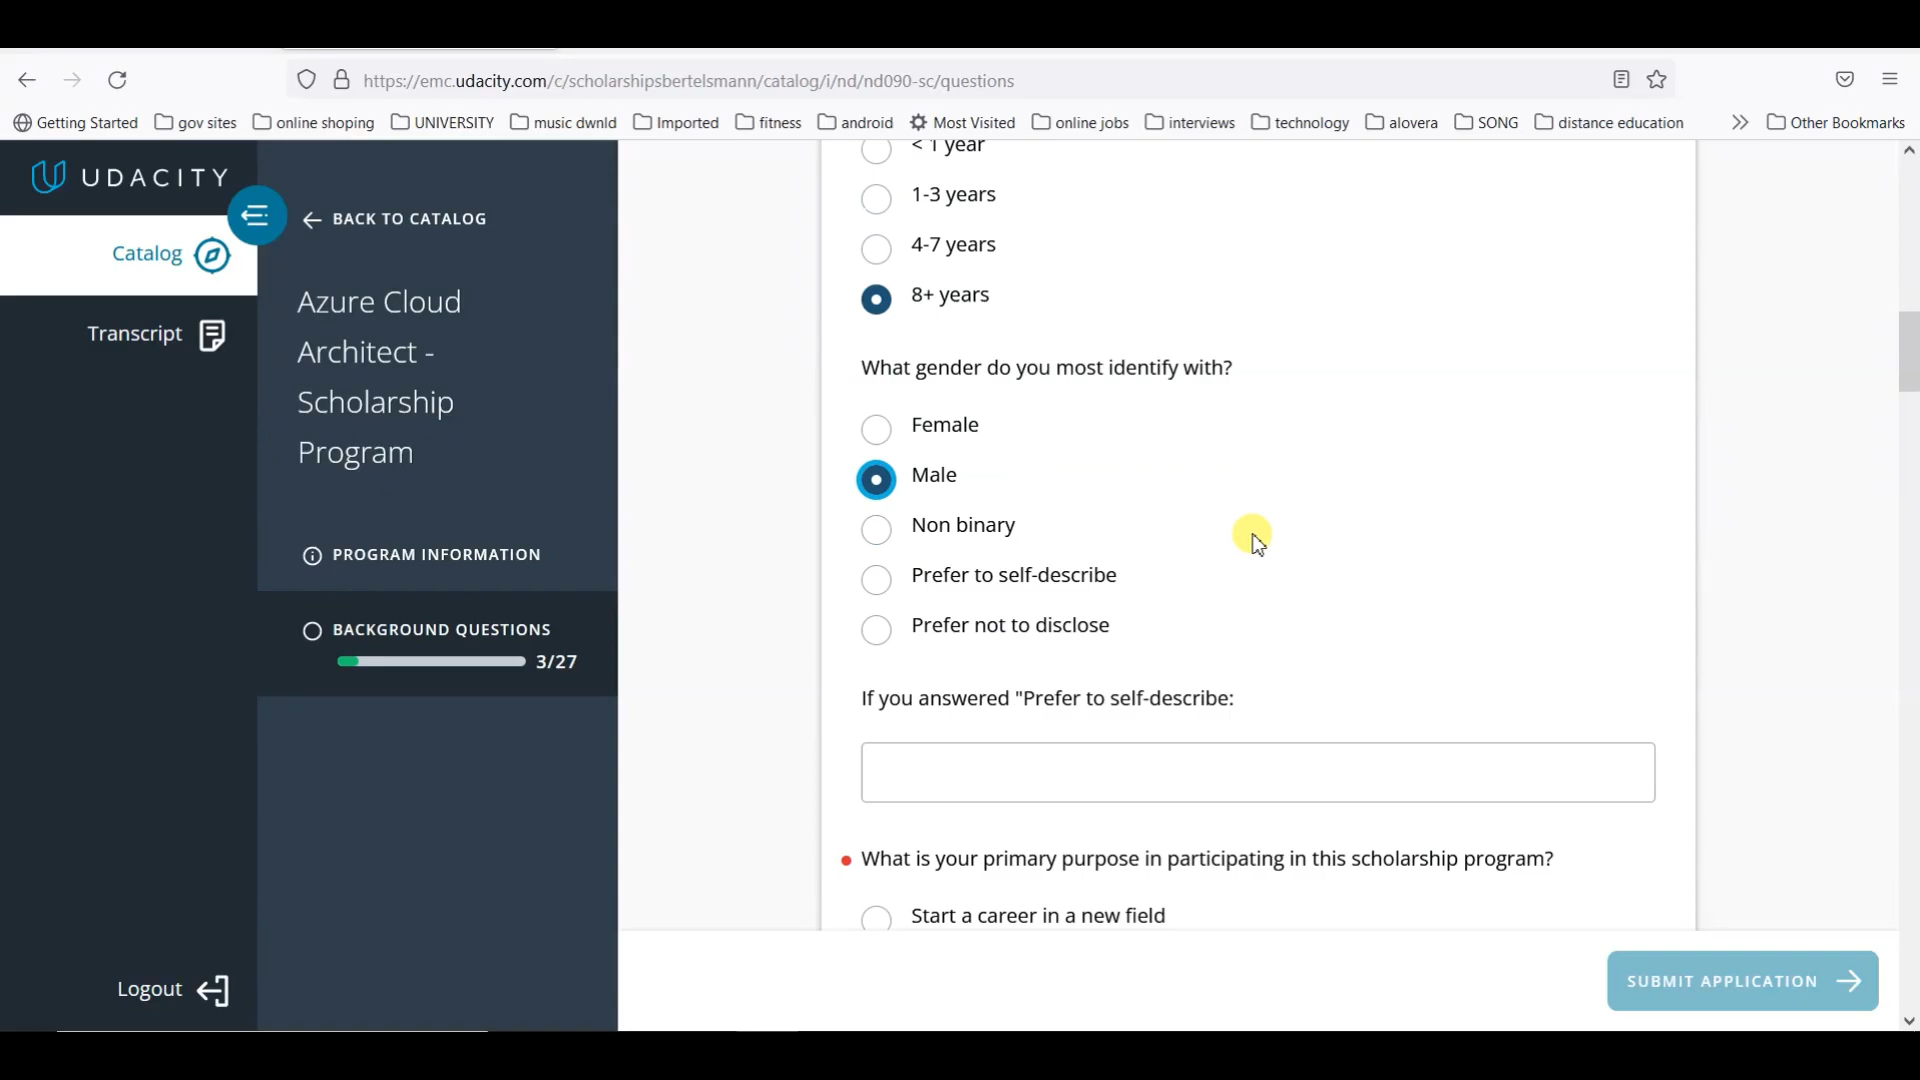 https://emc.udacity.com/c/scholarshipsbertelsmann/catalog/i/nd/nd090-sc/questions
Getting Started gov sites online shoping UNIVERSITY music dwnld Imported fitness android Most Visited online jobs interviews technology alovera SONG distance education Other Bookmarks
UDACITY
Catalog
Transcript
Logout
BACK TO CATALOG
Azure Cloud
Architect -
Scholarship
Program
PROGRAM INFORMATION
BACKGROUND QUESTIONS
3/27
< 1 year
1-3 years
4-7 years
8+ years
What gender do you most identify with?
Female
Male
Non binary
Prefer to self-describe
Prefer not to disclose
If you answered "Prefer to self-describe:
What is your primary purpose in participating in this scholarship program?
Start a career in a new field
SUBMIT APPLICATION